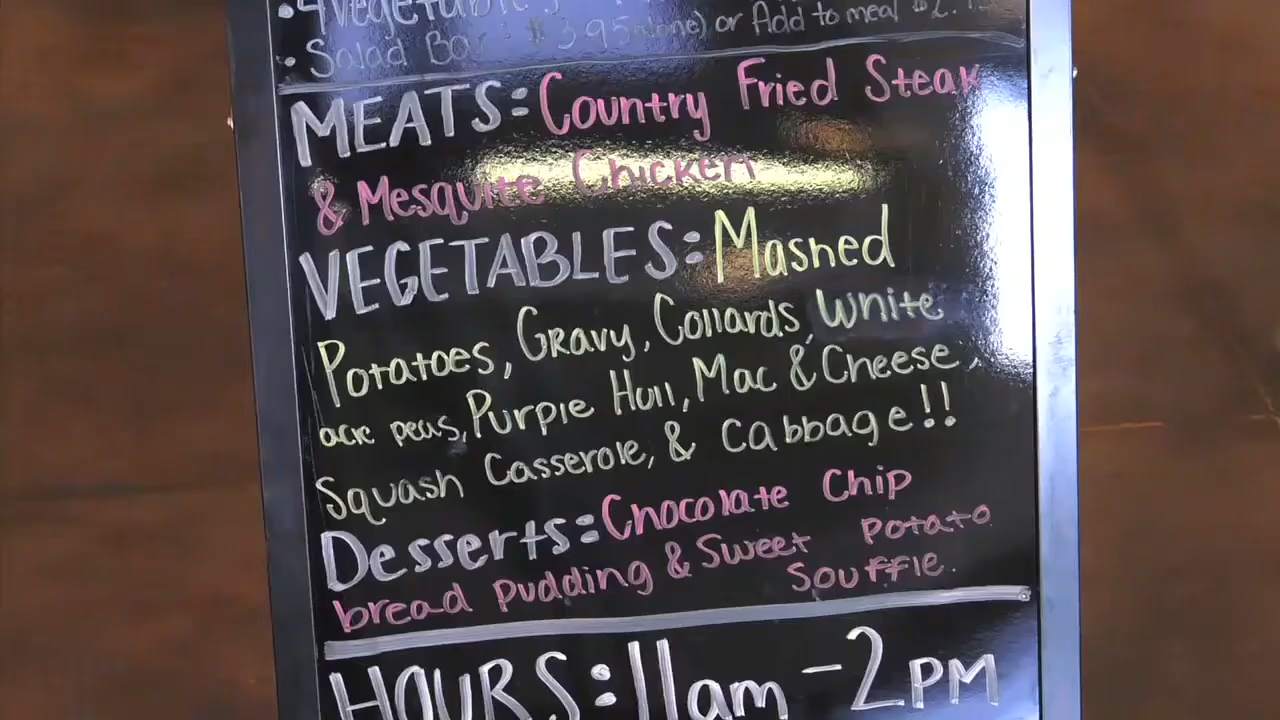 • 4 Vegetable
• Salad Bar : $3.95 (alone) or Add to meal
MEATS: Country Fried Steak
& Mesquite Chicken
VEGETABLES: Mashed
Potatoes, Gravy, Collards, White
acre peas, Purple Hull, Mac & Cheese,
Squash Casserole, & Cabbage!!
Desserts: Chocolate Chip
bread pudding & Sweet potato
Souffle.
HOURS: 11am - 2PM